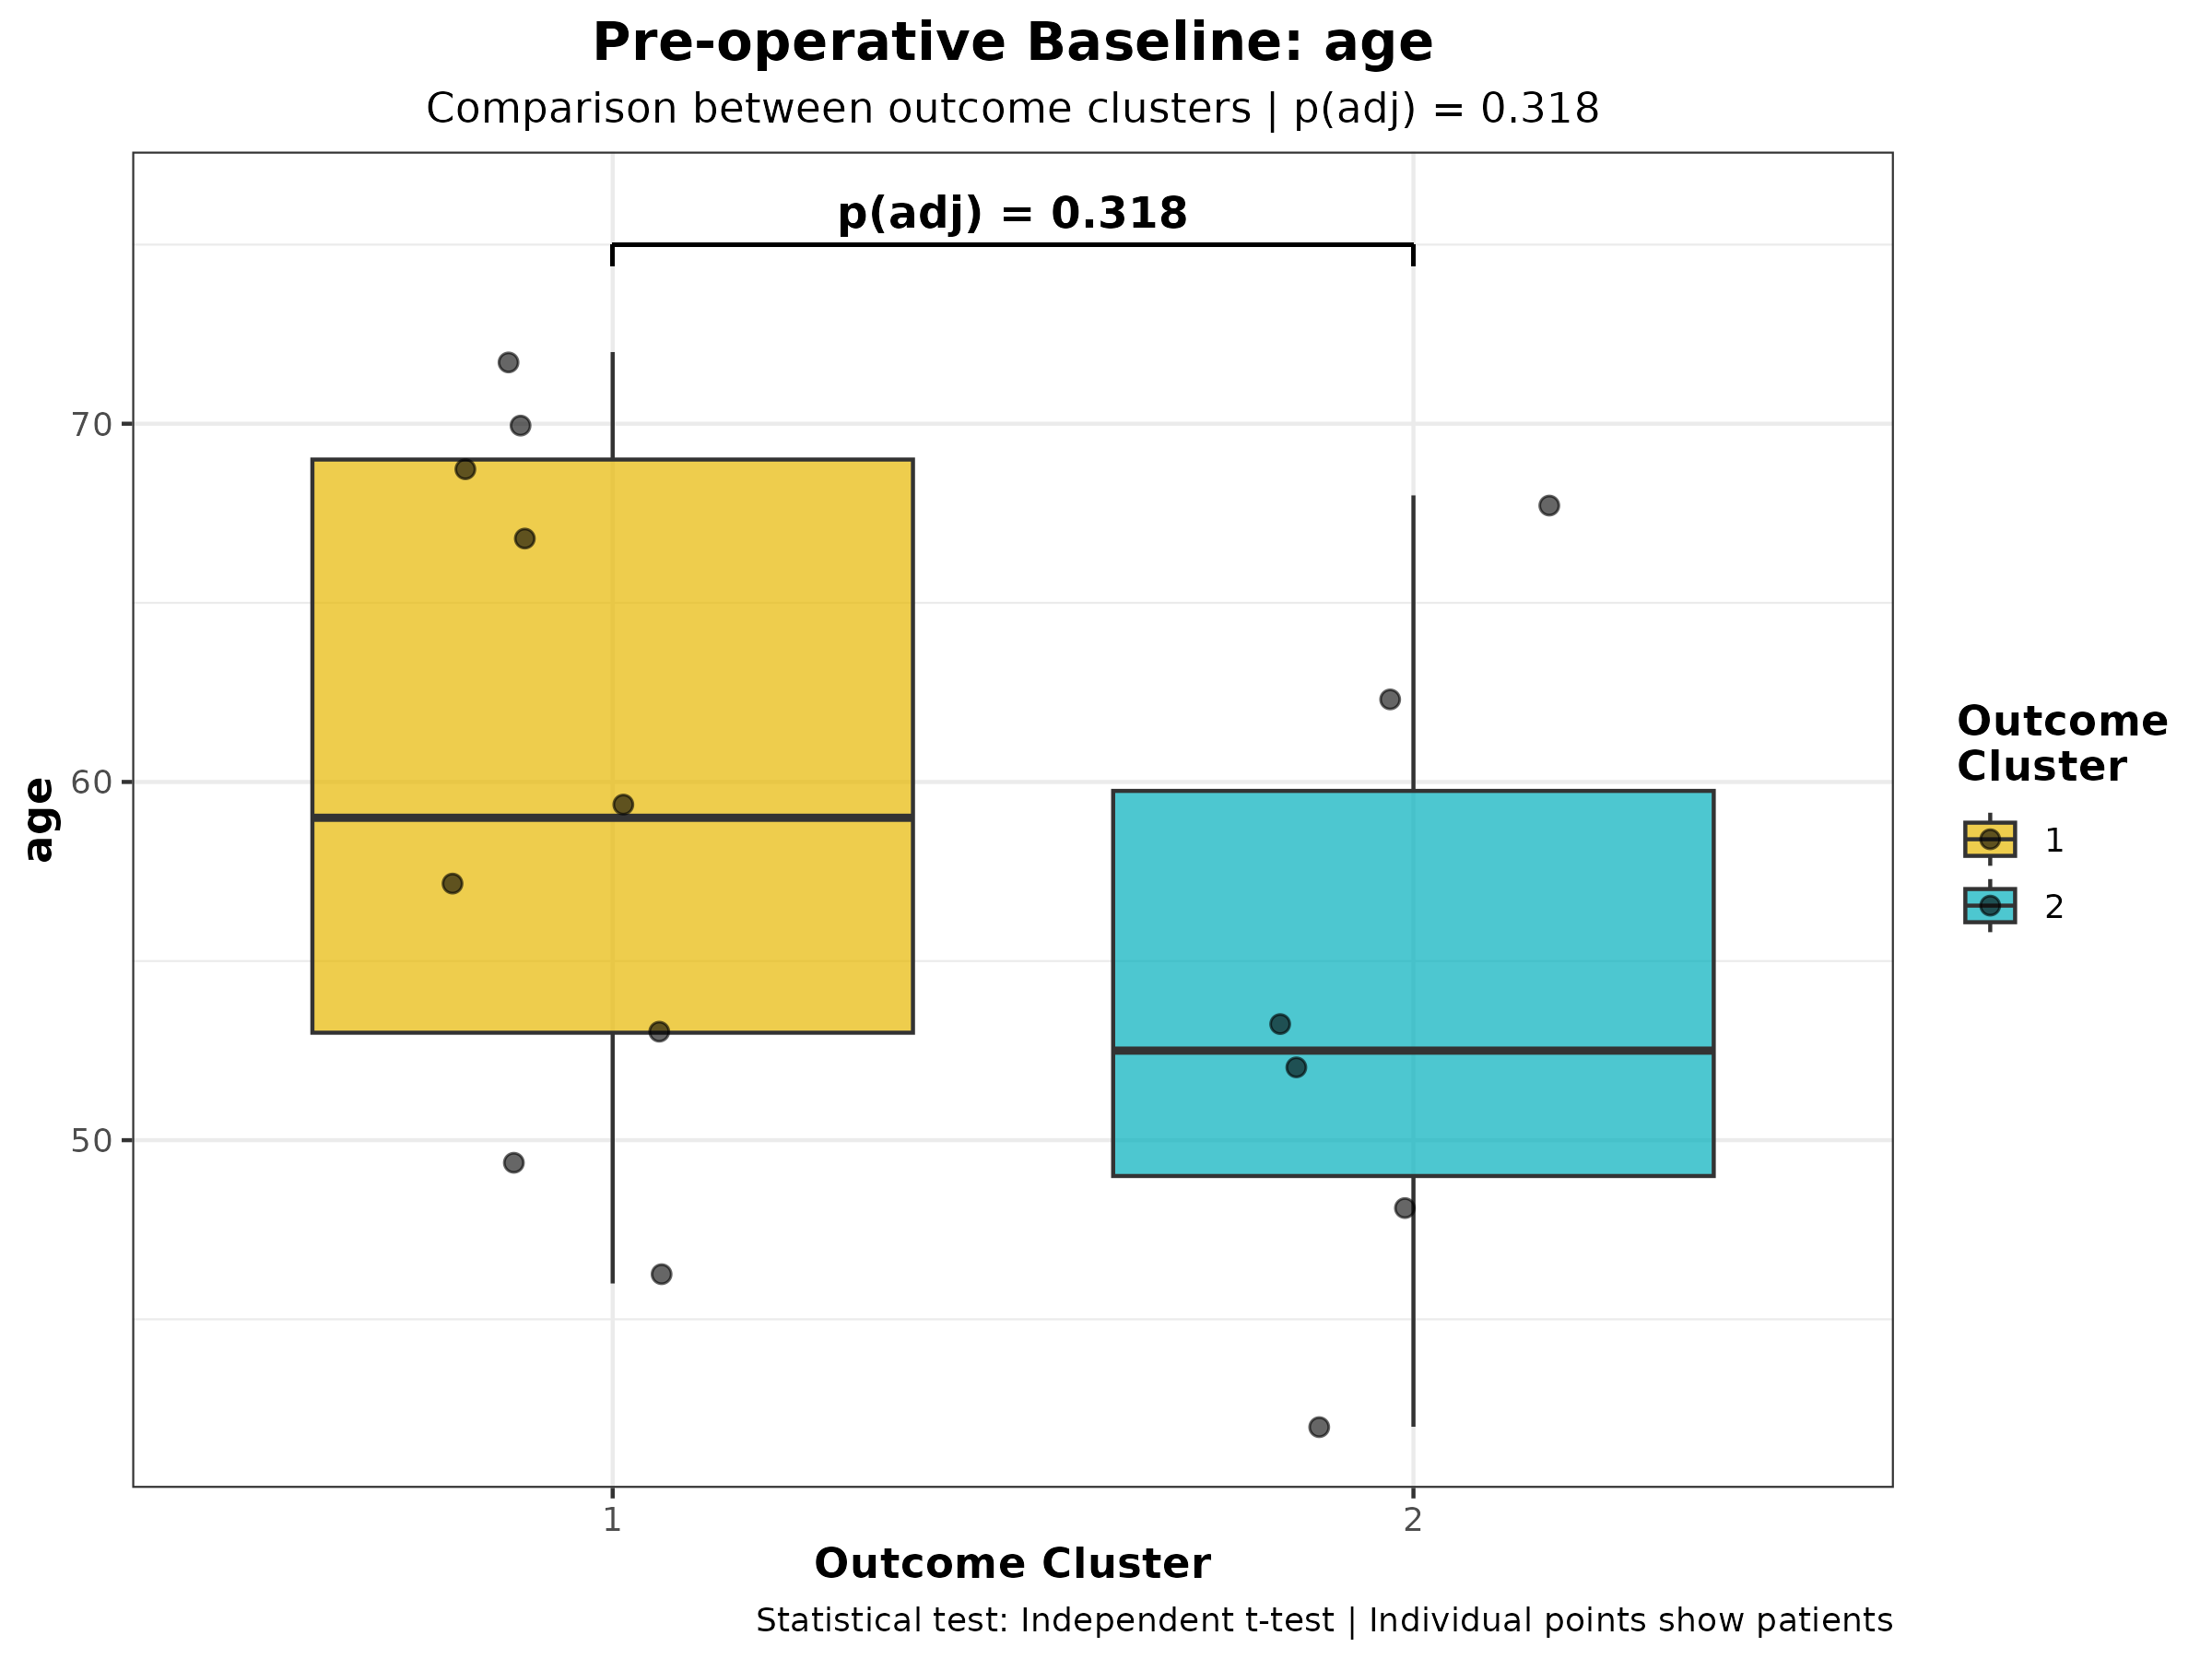 Pre-operative Baseline: age
Comparison between outcome clusters | p(adj) = 0.318
p(adj) = 0.318
70
60
50
age
1
2
Outcome Cluster
Outcome
Cluster
1
2
Statistical test: Independent t-test | Individual points show patients